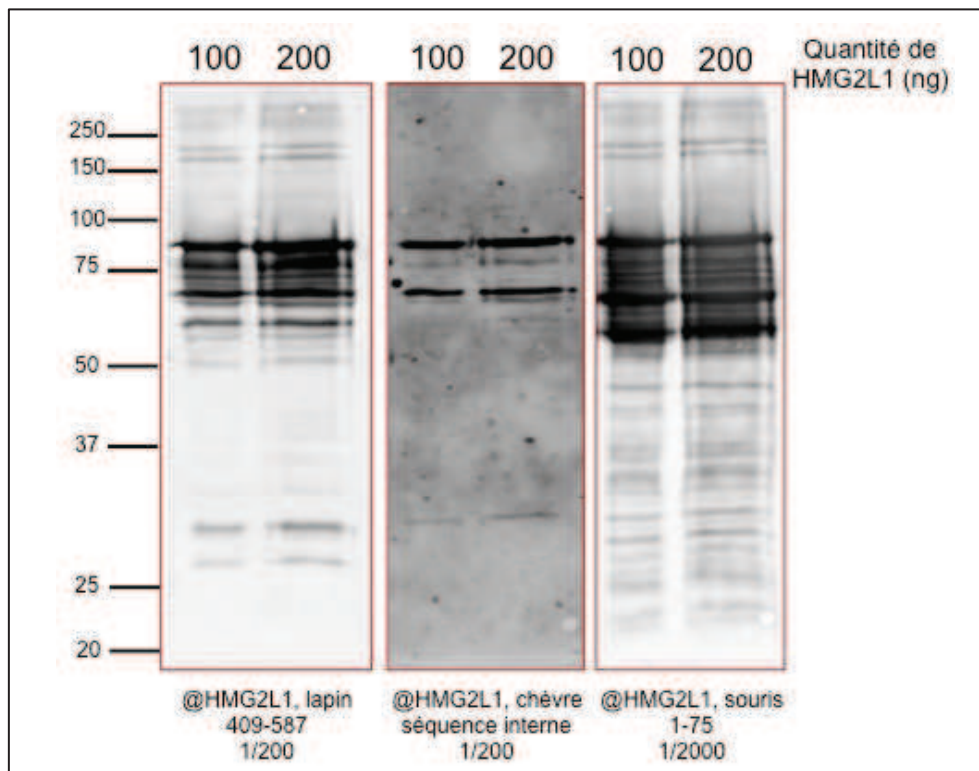 100 200 100 200 100 200
Quantité de
HMG2L1 (ng)
250
150
100
75
50
37
25
20
@HMG2L1, lapin
409-587
1/200
@HMG2L1, chèvre
séquence interne
1/200
@HMG2L1, souris
1-75
1/2000